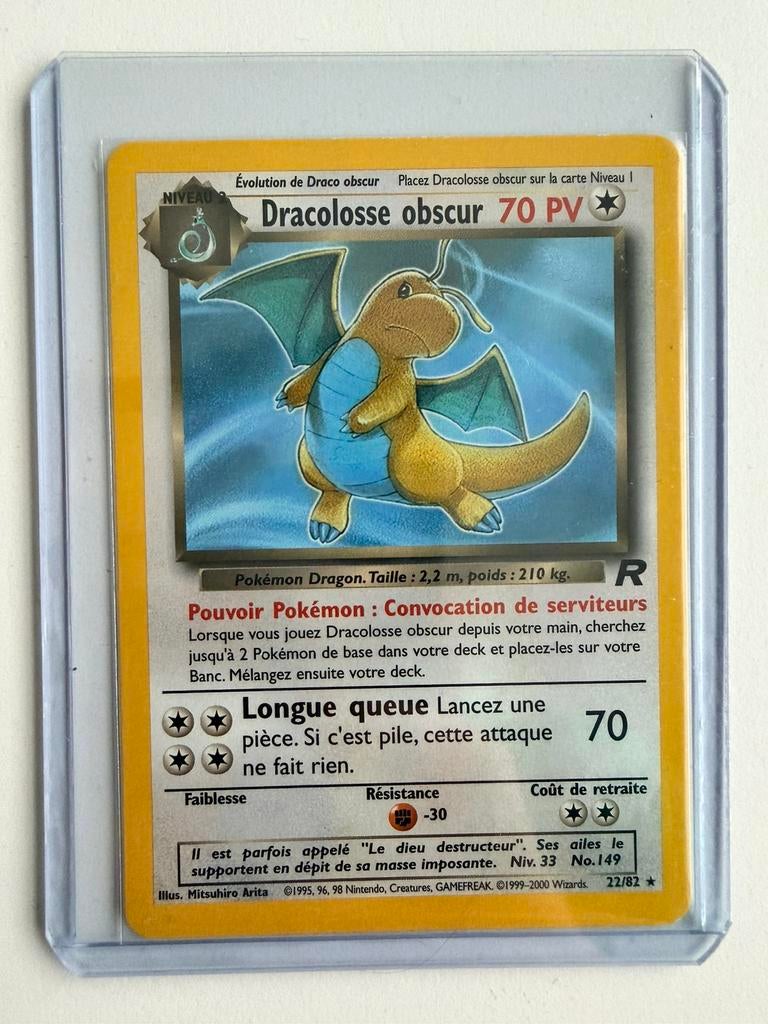 Évolution de Draco obscur Placez Dracolosse obscur sur la carte Niveau 1
NIVEAU 2
Dracolosse obscur 70 PV
Pokémon Dragon. Taille : 2,2 m, poids : 210 kg.
R
Pouvoir Pokémon : Convocation de serviteurs
Lorsque vous jouez Dracolosse obscur depuis votre main, cherchez
jusqu'à 2 Pokémon de base dans votre deck et placez-les sur votre
Banc. Mélangez ensuite votre deck.
Longue queue Lancez une
pièce. Si c'est pile, cette attaque
ne fait rien.
70
Faiblesse Résistance Coût de retraite
-30
Il est parfois appelé "Le dieu destructeur". Ses ailes le
supportent en dépit de sa masse imposante. Niv. 33 No. 149
Illus. Mitsuhiro Arita ©1995, 96, 98 Nintendo, Creatures, GAMEFREAK. ©1999–2000 Wizards. 22/82 ★